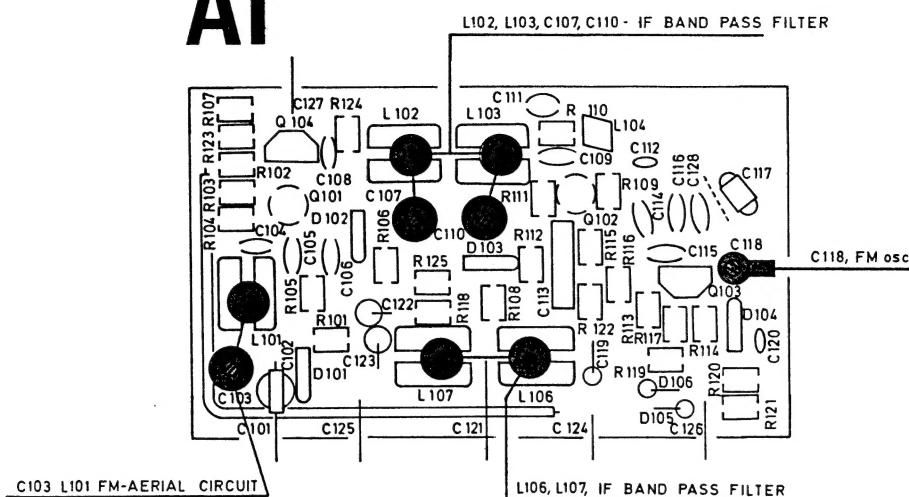 A1
L102, L103, C107, C110 - IF BAND PASS FILTER
R107
C127
R124
L102
L103
C111
R 110
L104
Q 104
R123
C109
C112
R102
C108
C116
C128
C117
R103
Q101
C107
R111
R109
C114
R104
D102
R106
C110
Q102
C104
C105
D103
R112
R115
R116
C115
C118
C118, FM osc
C106
R125
R105
C122
R118
R108
C113
Q103
R101
R 122
R113
R117
R114
D104
C120
L101
C102
C123
C119
D101
R119
D106
R120
C103
L107
L106
D105
R121
C101
C125
C121
C 124
C126
C103 L101 FM-AERIAL CIRCUIT
L106, L107, IF BAND PASS FILTER